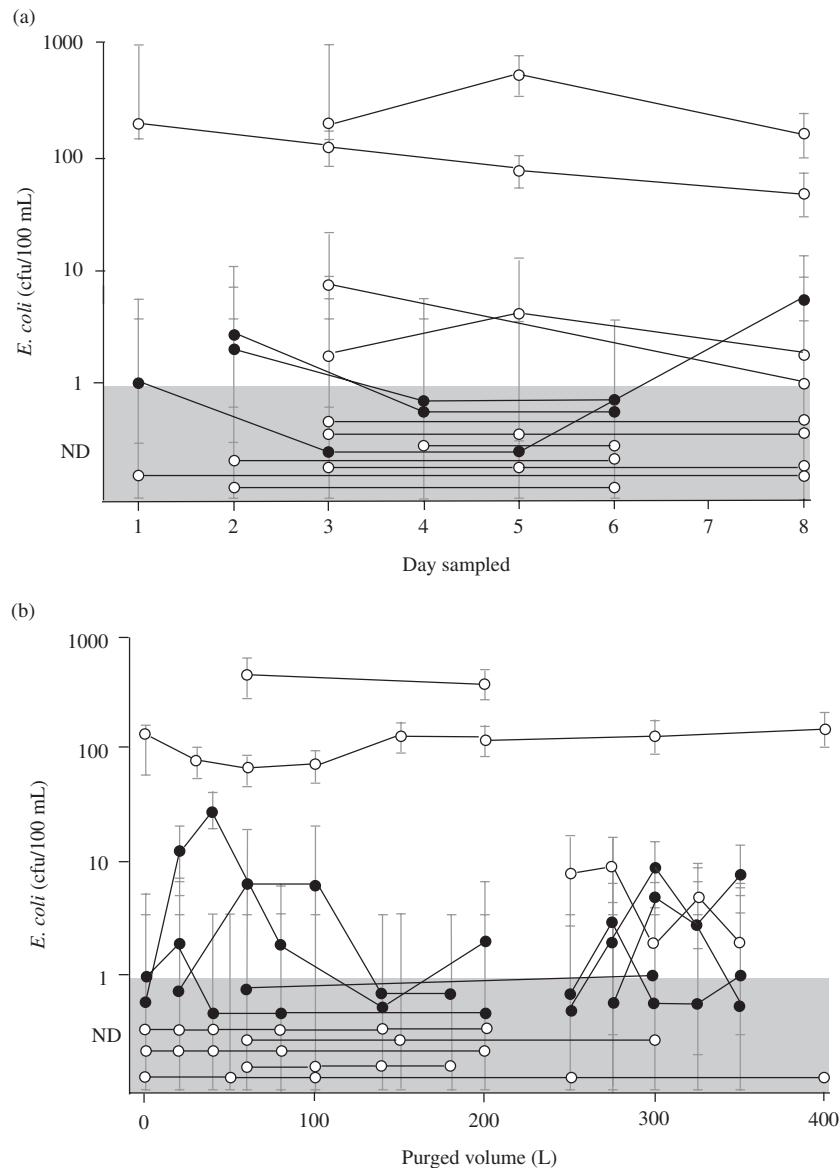 (a)
1000
100
10
1
ND
E. coli (cfu/100 mL)
1 2 3 4 5 6 7 8
Day sampled
(b)
1000
100
10
1
ND
E. coli (cfu/100 mL)
0 100 200 300 400
Purged volume (L)